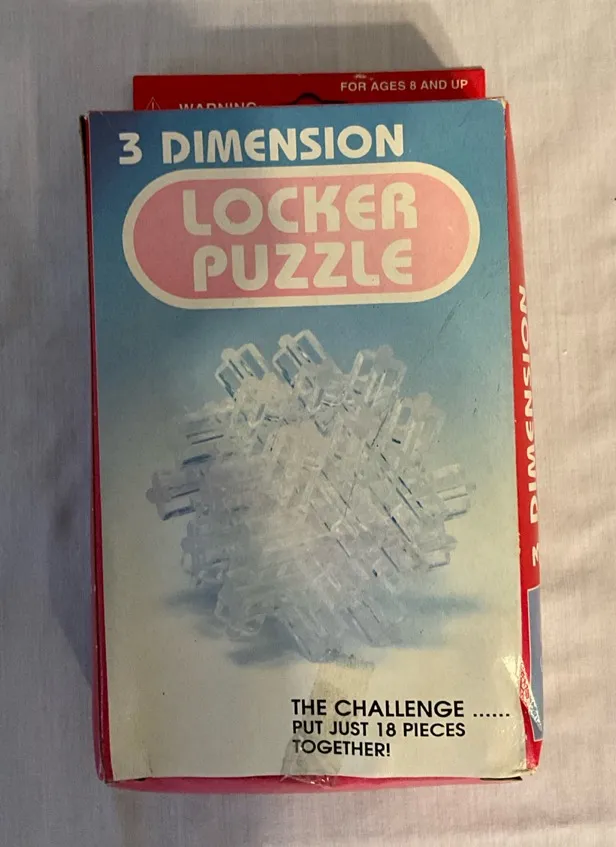 FOR AGES 8 AND UP
WARNING
3 DIMENSION
LOCKER
PUZZLE
3 DIMENSION
THE CHALLENGE ......
PUT JUST 18 PIECES
TOGETHER!